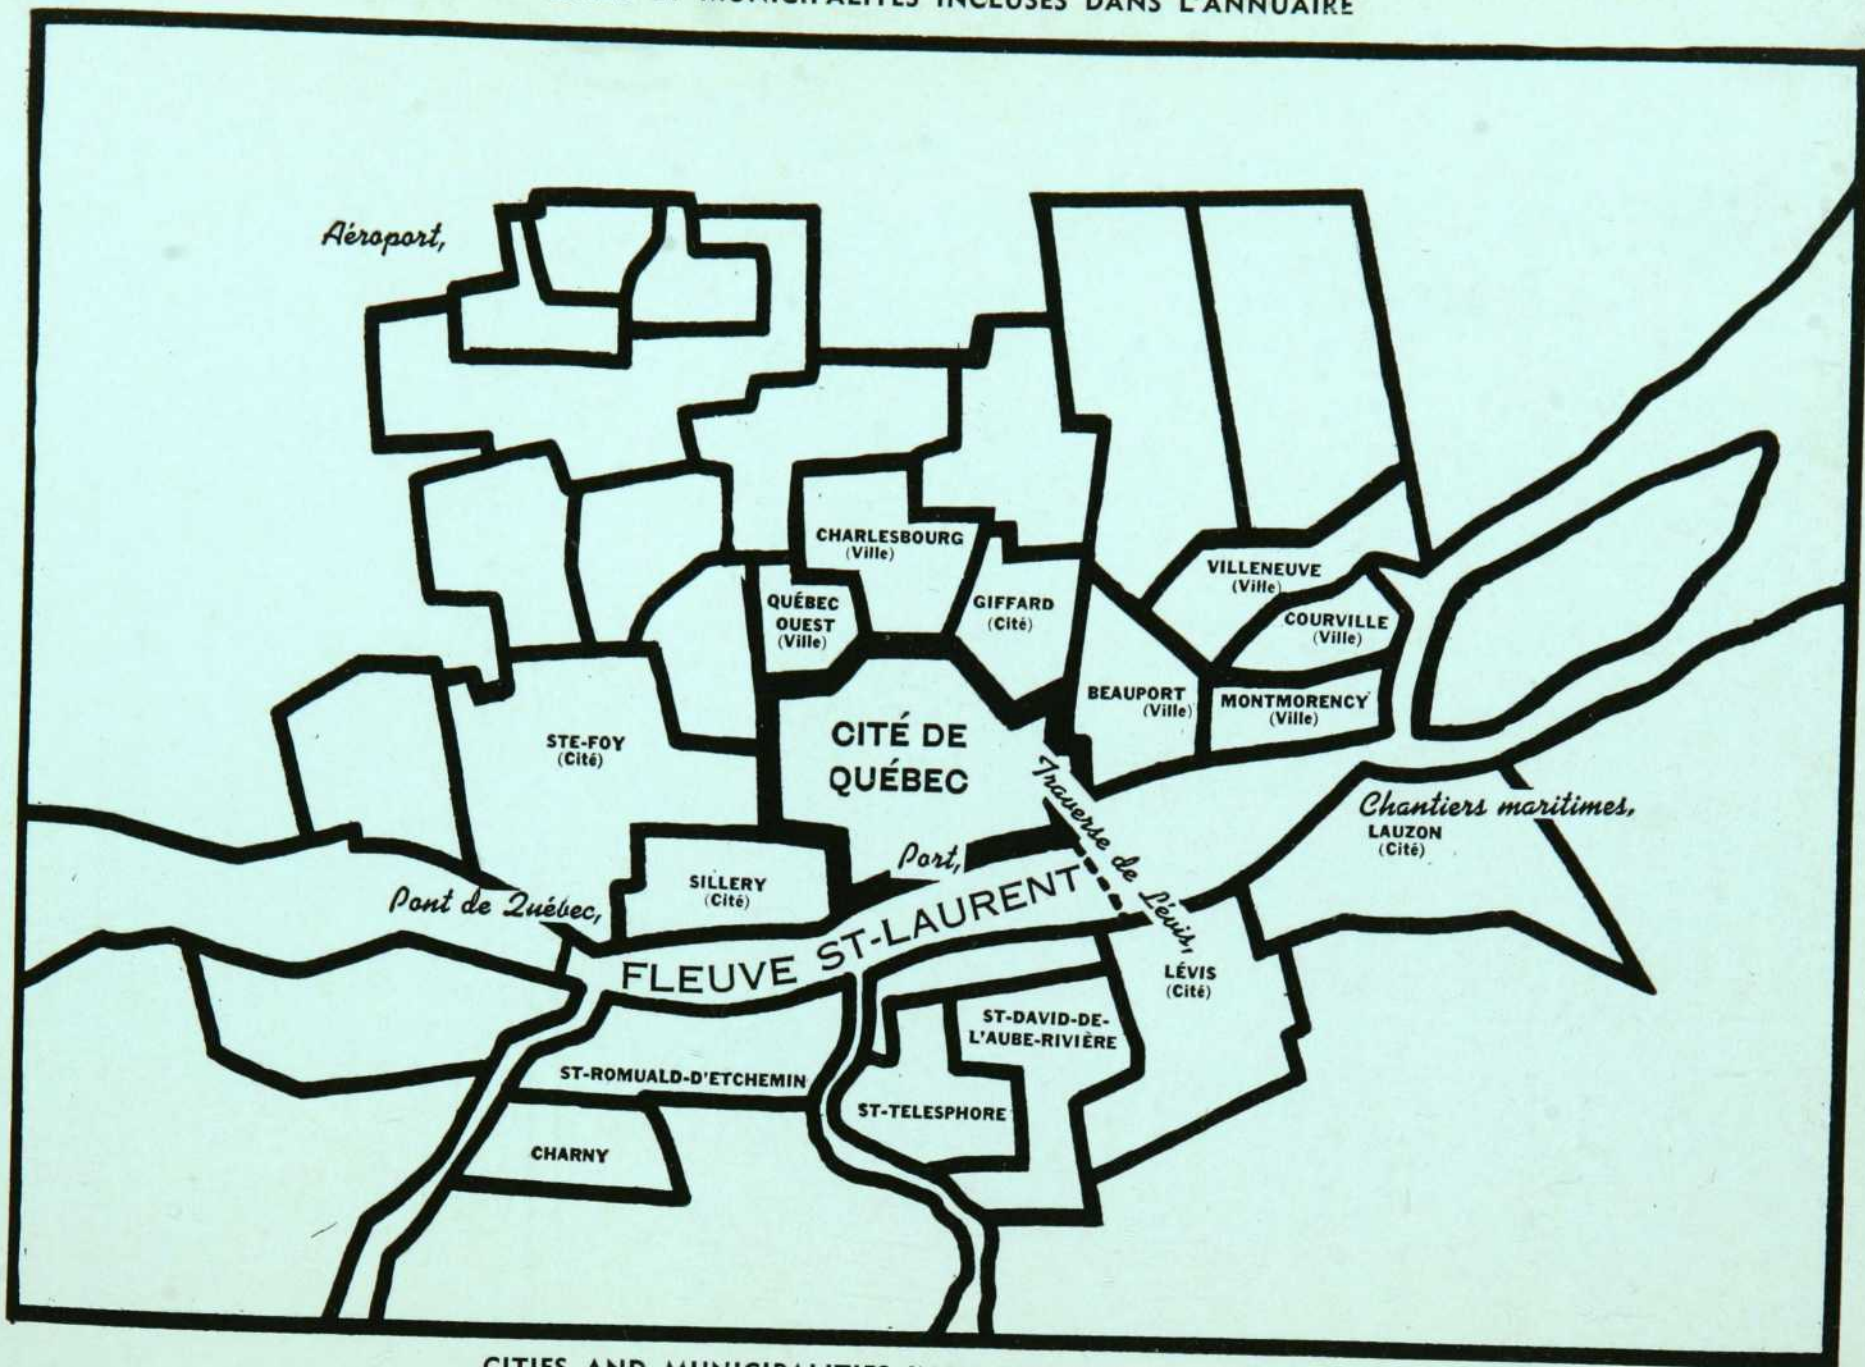 MUNICIPALITÉS INCLUSES DANS L'ANNUAIRE
Aéroport,
CHARLESBOURG
(Ville)
VILLENEUVE
(Ville)
QUÉBEC
OUEST
(Ville)
GIFFARD
(Cité)
COURVILLE
(Ville)
BEAUPORT
(Ville)
MONTMORENCY
(Ville)
STE-FOY
(Cité)
CITÉ DE
QUÉBEC
Traverse de Lévis,
Chantiers maritimes,
LAUZON
(Cité)
Port,
SILLERY
(Cité)
Pont de Québec,
FLEUVE ST-LAURENT
LÉVIS
(Cité)
ST-DAVID-DE-
L'AUBE-RIVIÈRE
ST-ROMUALD-D'ETCHEMIN
ST-TELESPHORE
CHARNY
CITIES AND MUNICIPALITIES